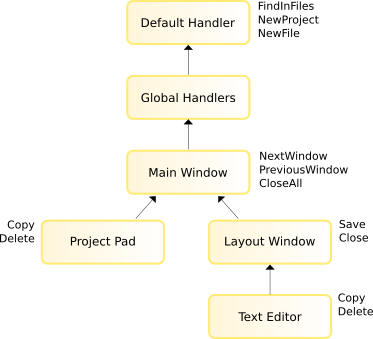 FindInFiles
Default Handler
NewProject
NewFile
Global Handlers
NextWindow
Main Window
PreviousWindow
CloseAll
Copy
Delete
Project Pad
Layout Window
Save
Close
Text Editor
Copy
Delete